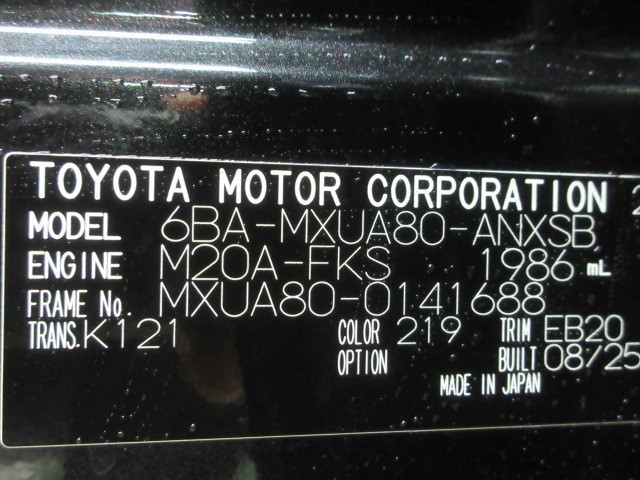 TOYOTA MOTOR CORPORATION
MODEL 6BA-MXUA80-ANXSB
ENGINE M20A-FKS 1986 mL
FRAME No. MXUA80-0141688
TRANS. K121 COLOR 219 TRIM EB20
OPTION BUILT 08/25
MADE IN JAPAN